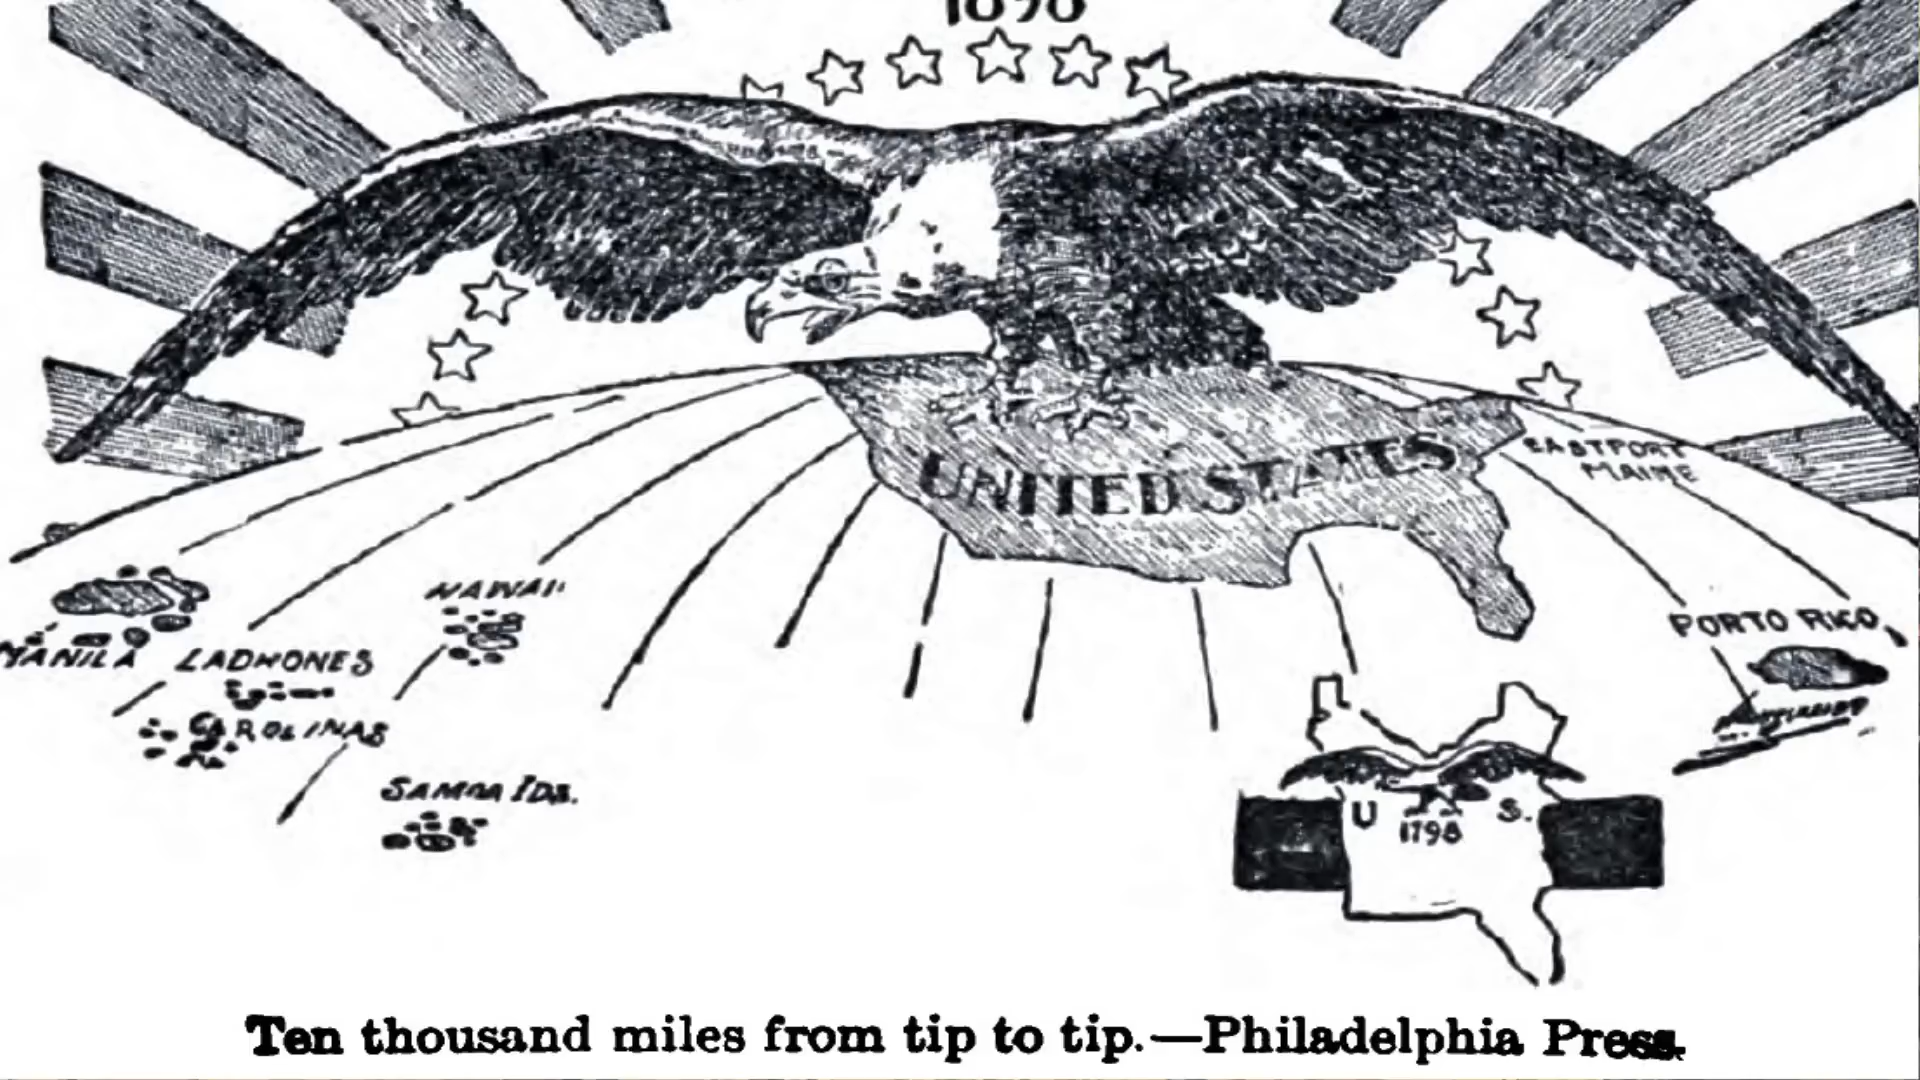 1898
UNITED STATES
EASTPORT
MAINE
HAWAII
MANILA
LADRONES
CAROLINAS
SAMOA IDS.
PORTO RICO
U S.
1798
Ten thousand miles from tip to tip.—Philadelphia Press.